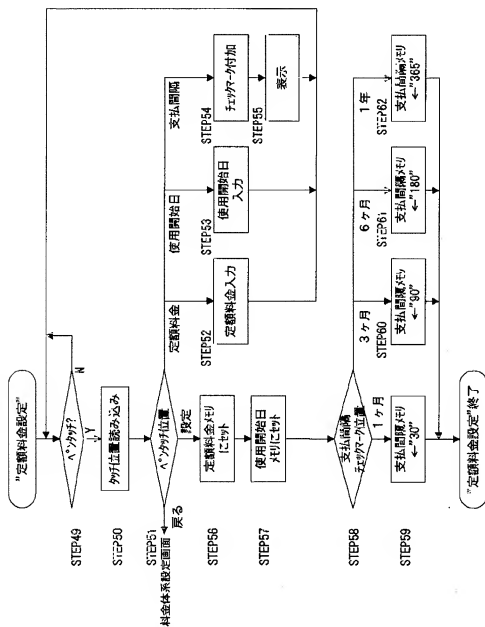 "定額料金設定"
STEP49
ペンタッチ?
N
Y
STEP50
タッチ位置読み込み
STEP51
ペンタッチ位置
戻る
料金体系設定画面
設定
定額料金
使用開始日
支払間隔
STEP52
定額料金入力
STEP53
使用開始日
入力
STEP54
チェックマーク付加
STEP55
表示
STEP56
定額料金メモリ
にセット
STEP57
使用開始日
メモリにセット
STEP58
支払間隔
チェックマーク位置
1ヶ月
3ヶ月
6ヶ月
1年
STEP59
支払間隔メモリ
←"30"
STEP60
支払間隔メモリ
←"90"
STEP61
支払間隔メモリ
←"180"
STEP62
支払間隔メモリ
←"365"
"定額料金設定"終了